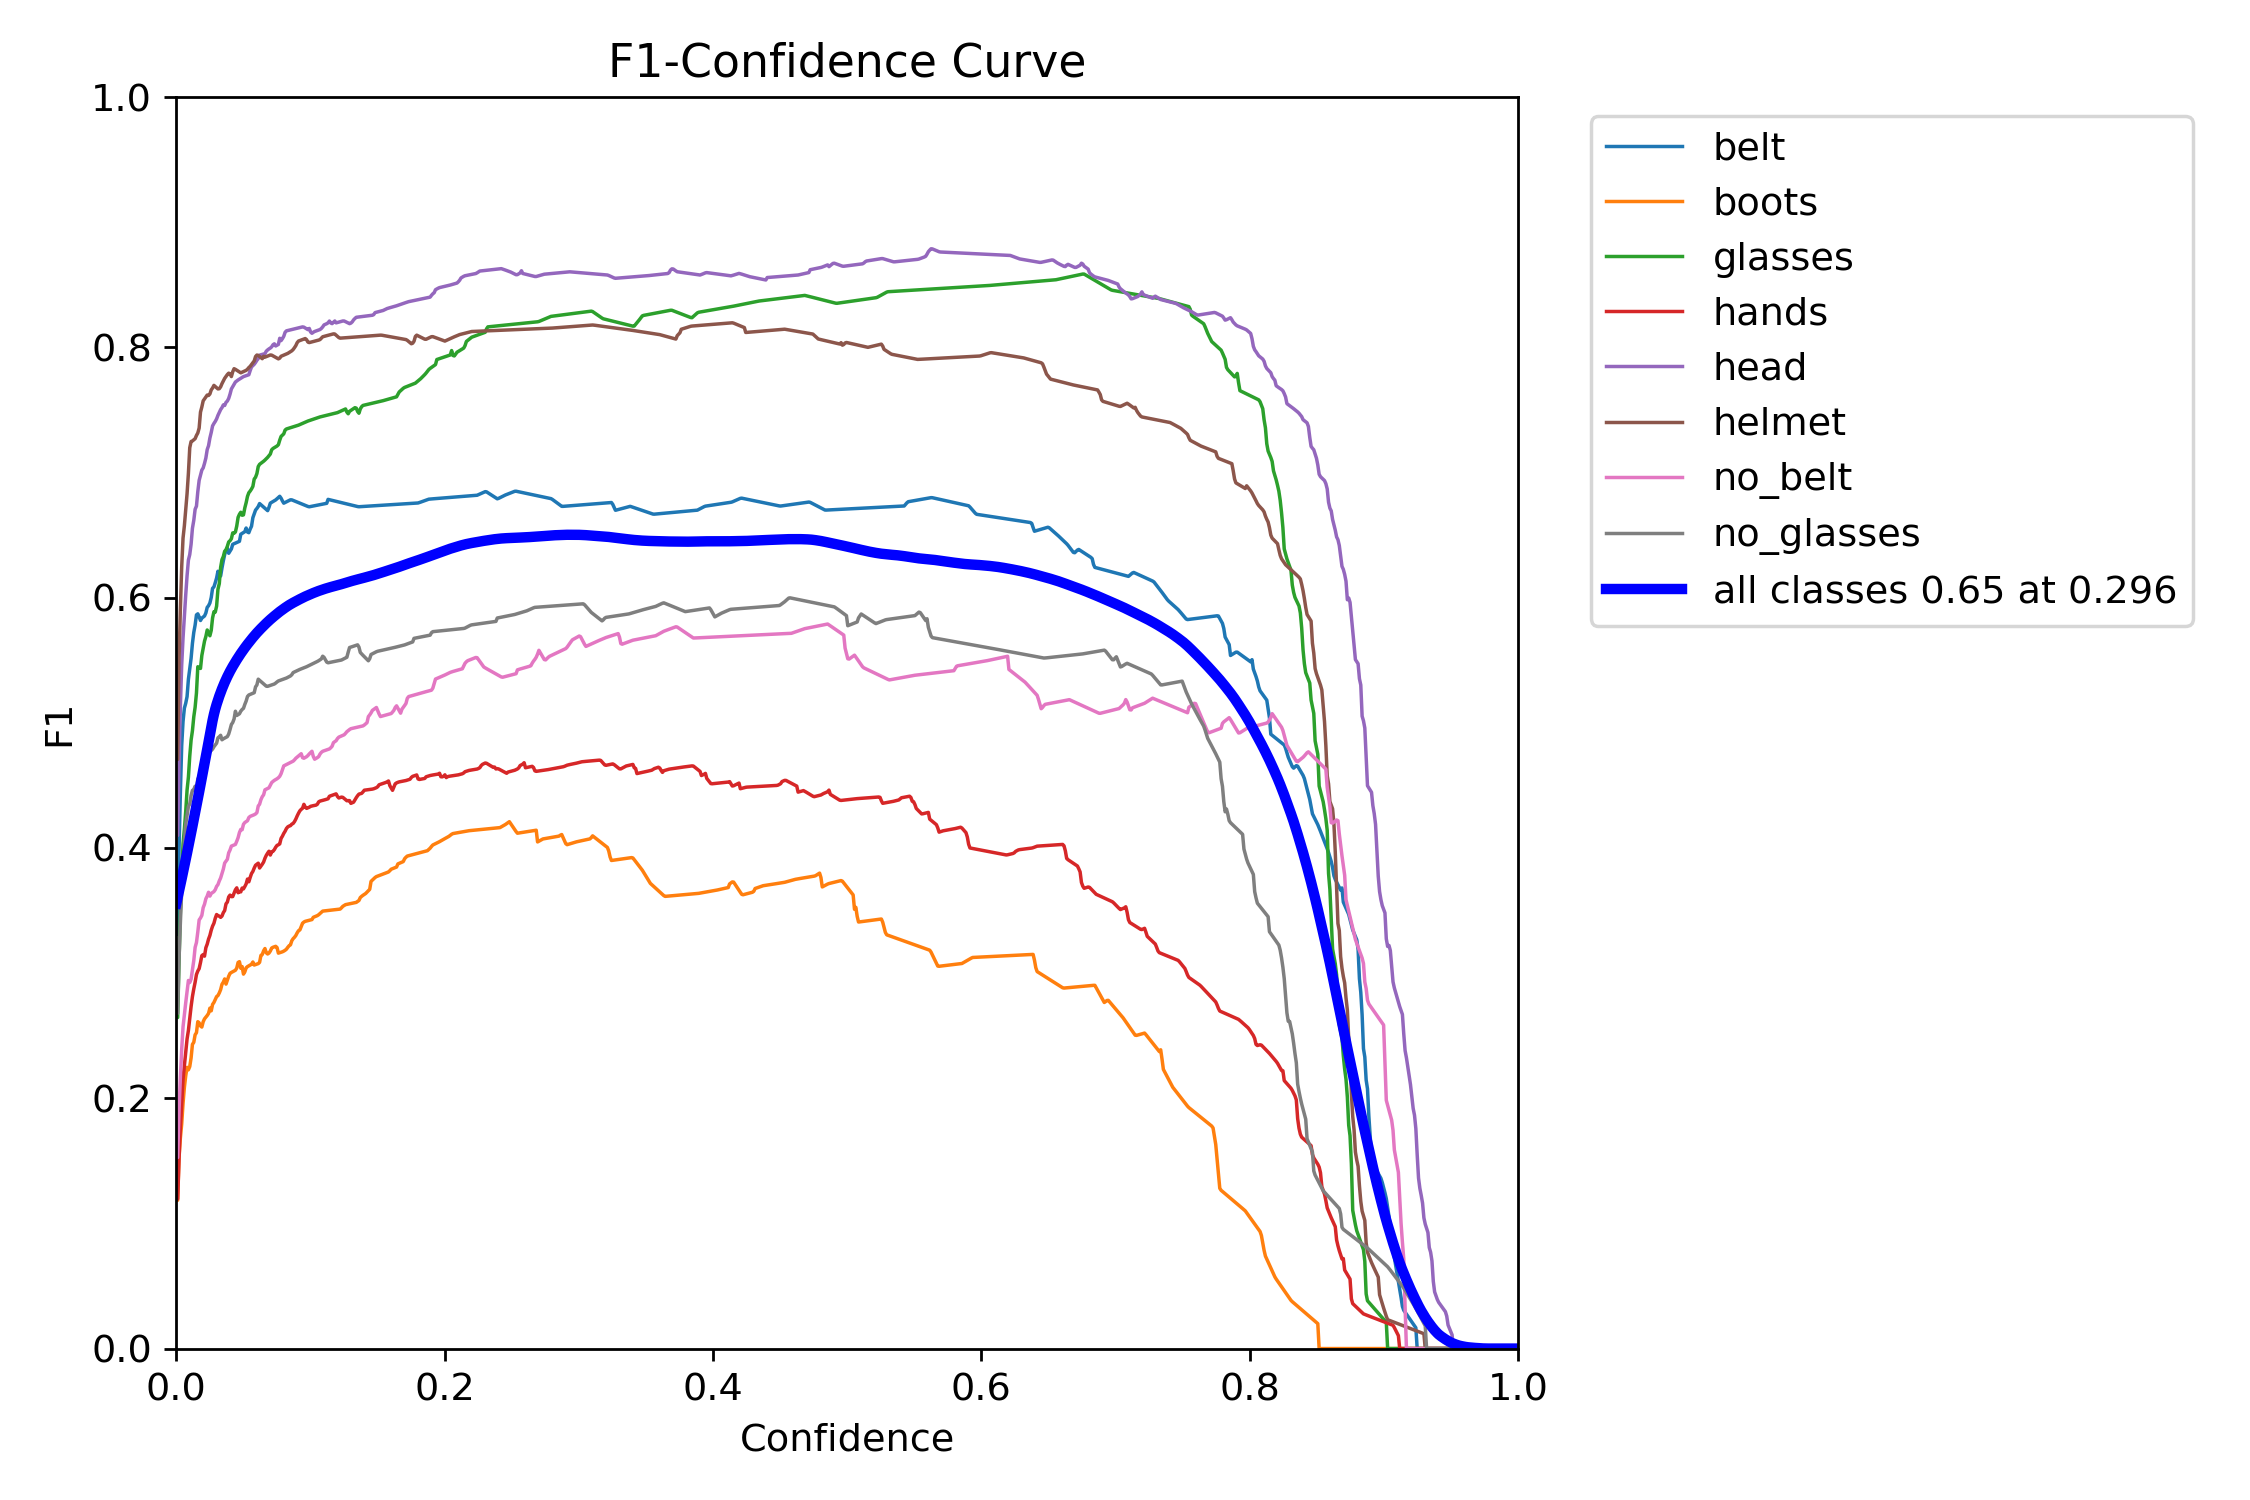 F1-Confidence Curve
1.0
0.8
0.6
0.4
0.2
0.0
F1
0.0 0.2 0.4 0.6 0.8 1.0
Confidence
belt
boots
glasses
hands
head
helmet
no_belt
no_glasses
all classes 0.65 at 0.296